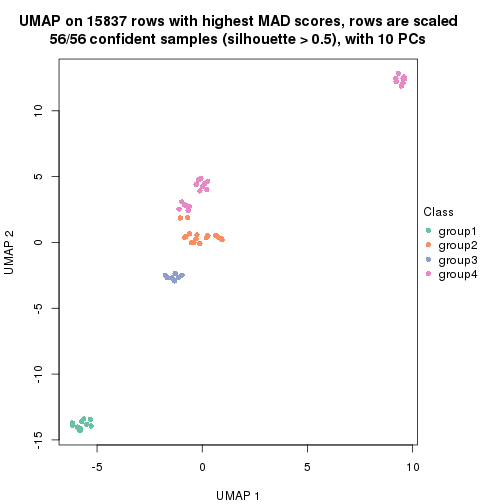 UMAP on 15837 rows with highest MAD scores, rows are scaled
56/56 confident samples (silhouette > 0.5), with 10 PCs
10
5
0
-5
-10
-15
UMAP 2
-5
0
5
10
UMAP 1
Class
group1
group2
group3
group4